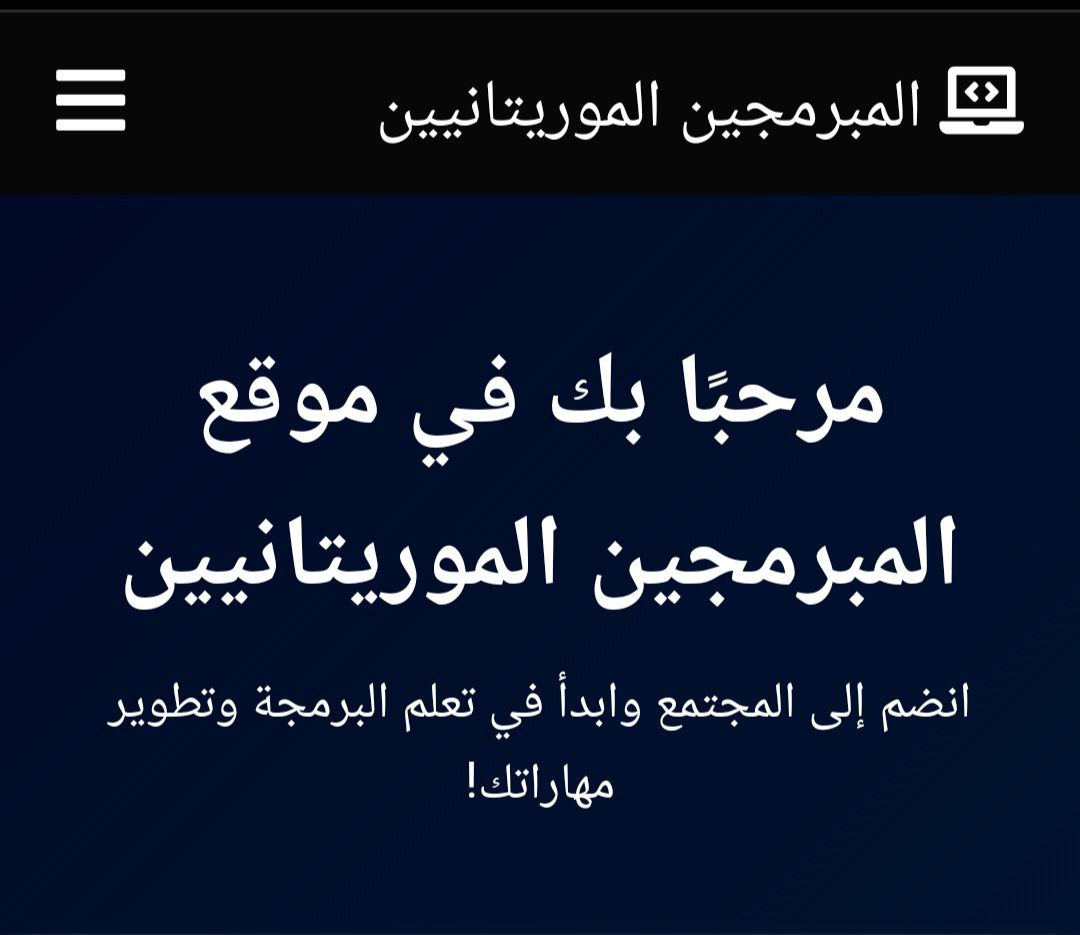 المبرمجين الموريتانيين
مرحبًا بك في موقع
المبرمجين الموريتانيين
انضم إلى المجتمع وابدأ في تعلم البرمجة وتطوير
مهاراتك!